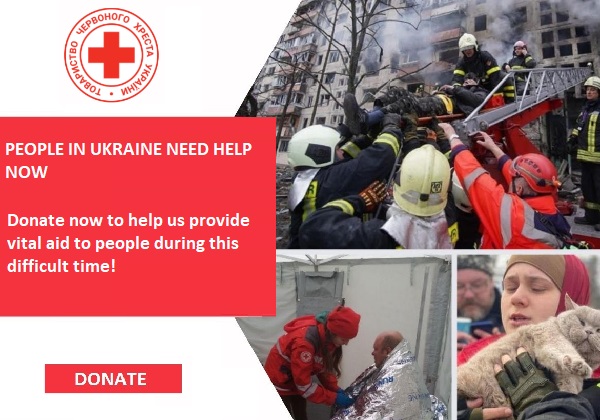 ТОВАРИСТВО ЧЕРВОНОГО ХРЕСТА УКРАЇНИ
PEOPLE IN UKRAINE NEED HELP
NOW
Donate now to help us provide
vital aid to people during this
difficult time!
DONATE